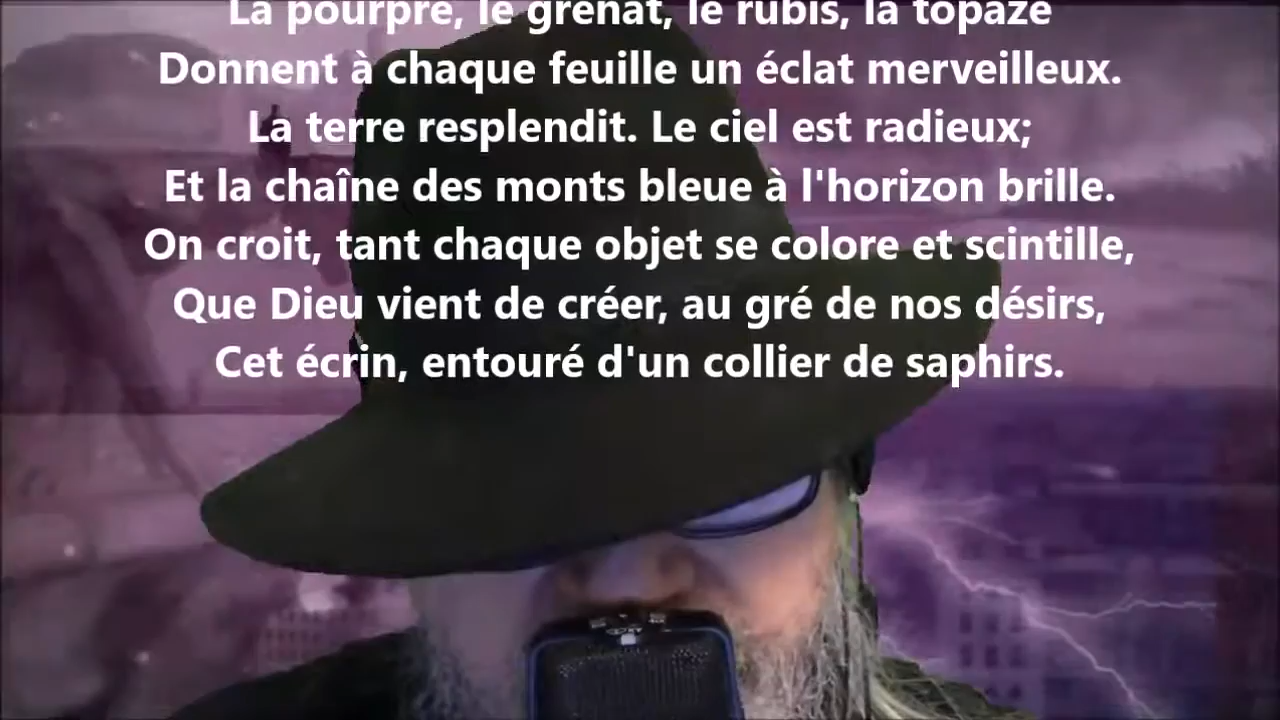 La pourpre, le grenat, le rubis, la topaze
Donnent à chaque feuille un éclat merveilleux.
La terre resplendit. Le ciel est radieux;
Et la chaîne des monts bleue à l'horizon brille.
On croit, tant chaque objet se colore et scintille,
Que Dieu vient de créer, au gré de nos désirs,
Cet écrin, entouré d'un collier de saphirs.